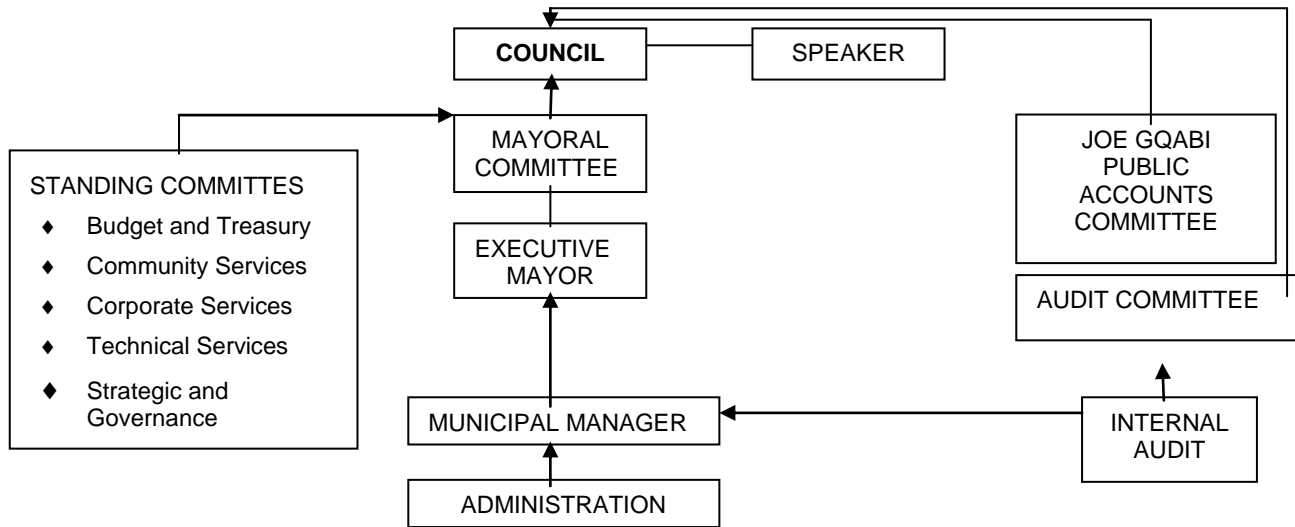 COUNCIL
SPEAKER
MAYORAL
COMMITTEE
JOE GQABI
PUBLIC
ACCOUNTS
COMMITTEE
STANDING COMMITTES
♦ Budget and Treasury
♦ Community Services
♦ Corporate Services
♦ Technical Services
♦ Strategic and
Governance
EXECUTIVE
MAYOR
AUDIT COMMITTEE
MUNICIPAL MANAGER
INTERNAL
AUDIT
ADMINISTRATION